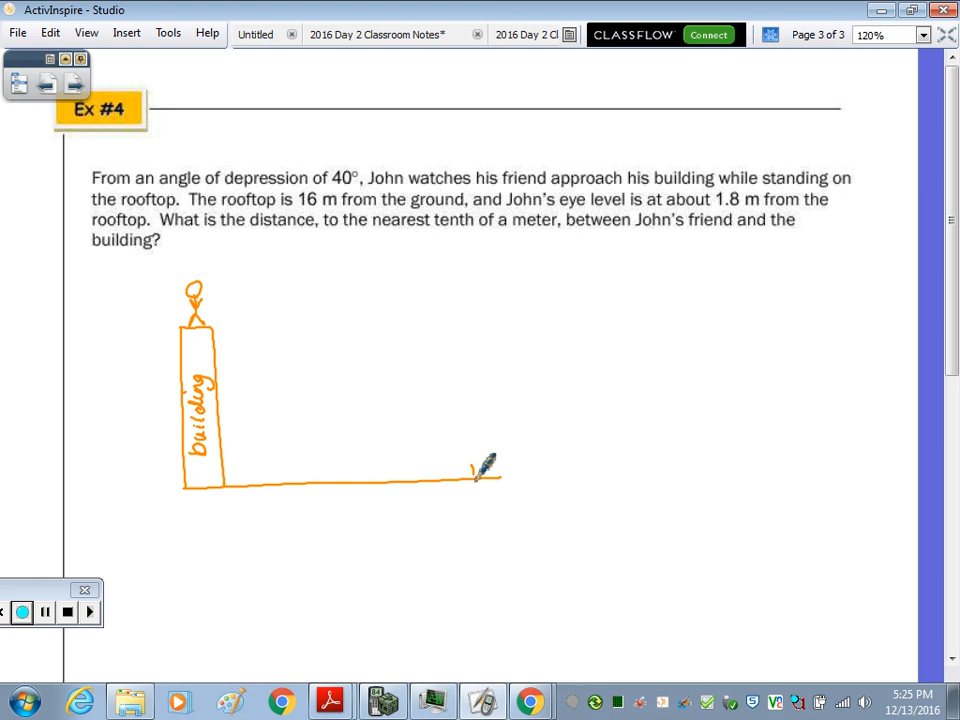 ActivInspire - Studio
File Edit View Insert Tools Help Untitled 2016 Day 2 Classroom Notes* 2016 Day 2 Cl CLASSFLOW Connect Page 3 of 3 120%
Ex #4
From an angle of depression of 40°, John watches his friend approach his building while standing on
the rooftop. The rooftop is 16 m from the ground, and John's eye level is at about 1.8 m from the
rooftop. What is the distance, to the nearest tenth of a meter, between John's friend and the
building?
building
5:25 PM
12/13/2016